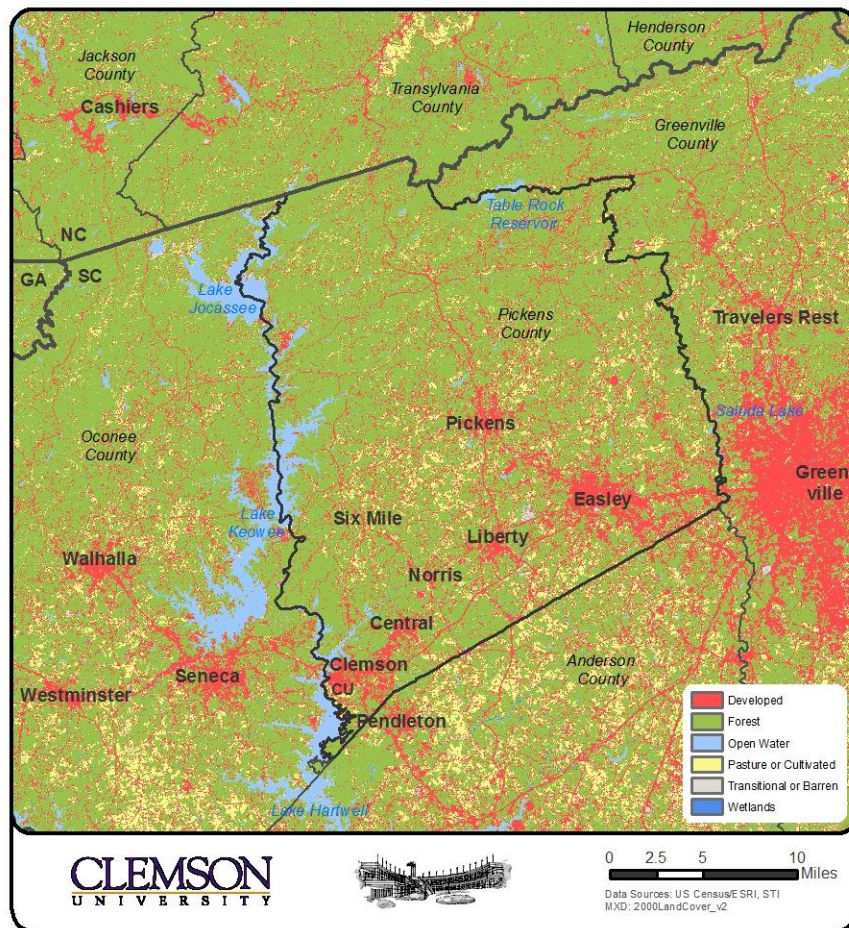 Henderson
County
Jackson
County
Cashiers
Transylvania
County
Greenville
County
Table Rock
Reservoir
NC
GA
SC
Lake
Jocassee
Pickens
County
Travelers Rest
Saluda Lake
Pickens
Oconee
County
Green
ville
Easley
Lake
Keowee
Six Mile
Liberty
Walhalla
Norris
Central
Clemson
CU
Seneca
Anderson
County
Westminster
Pendleton
Lake Hartwell
Developed
Forest
Open Water
Pasture or Cultivated
Transitional or Barren
Wetlands
CLEMSON
UNIVERSITY
0 2.5 5 10
Miles
Data Sources: US Census/ESRI, STI
MXD: 2000LandCover_v2